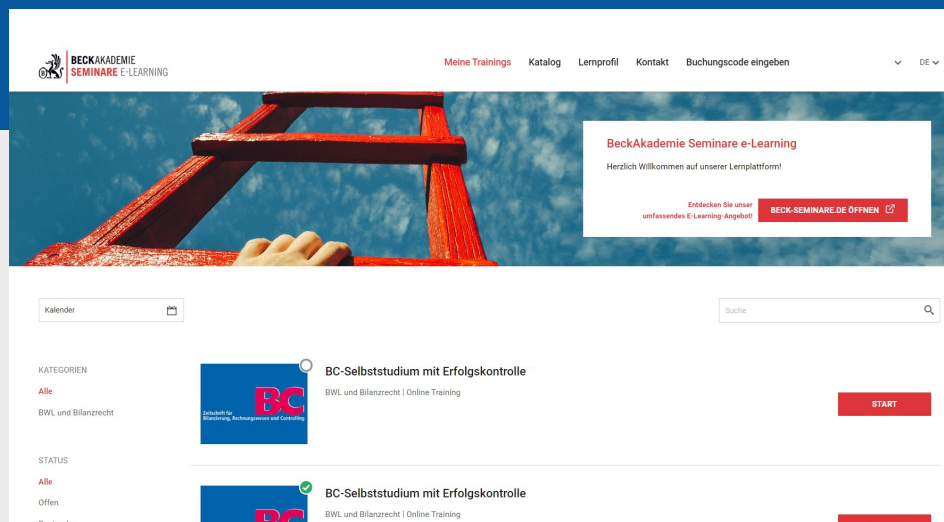 BECKAKADEMIE
SEMINARE E-LEARNING
Meine Trainings Katalog Lernprofil Kontakt Buchungscode eingeben DE
BeckAkademie Seminare e-Learning
Herzlich Willkommen auf unserer Lernplattform!
Entdecken Sie unser
umfassendes E-Learning-Angebot!
BECK-SEMINARE.DE ÖFFNEN
Kalender
Suche
KATEGORIEN
Alle
BWL und Bilanzrecht
BC
Zeitschrift für
Bilanzierung, Rechnungswesen und Controlling
BC-Selbststudium mit Erfolgskontrolle
BWL und Bilanzrecht | Online Training
START
STATUS
Alle
Offen
BC
BC-Selbststudium mit Erfolgskontrolle
BWL und Bilanzrecht | Online Training